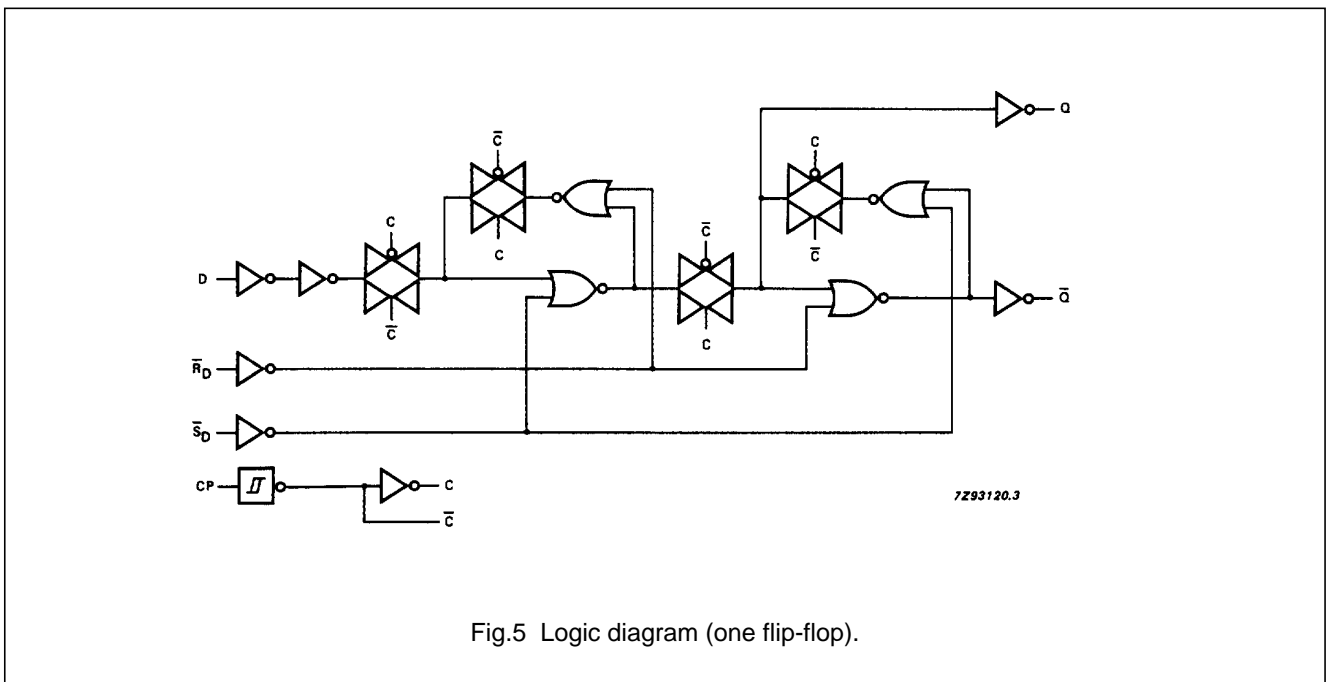 Q
C̅
C
C
C̅
D
C̅
C
C̅
C
Q̅
R̅D
S̅D
CP
C
C̅
7Z93120.3
Fig.5 Logic diagram (one flip-flop).